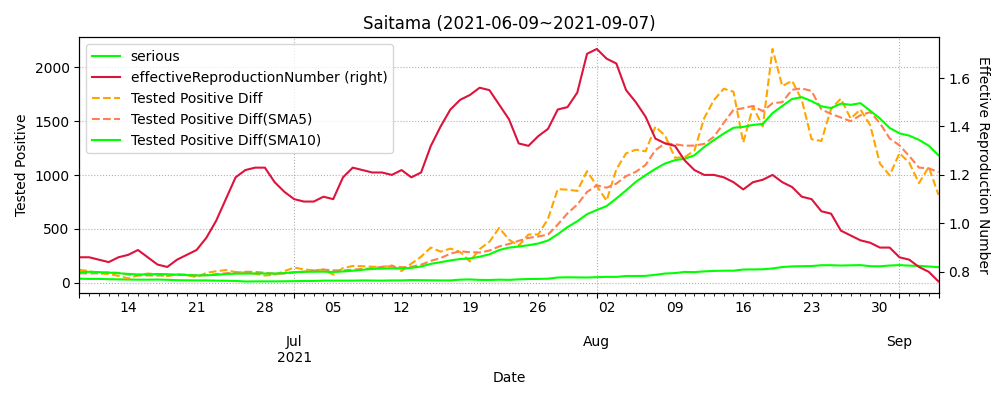 Saitama (2021-06-09~2021-09-07)
serious
effectiveReproductionNumber (right)
Tested Positive Diff
Tested Positive Diff(SMA5)
Tested Positive Diff(SMA10)
Tested Positive
2000
1500
1000
500
0
Effective Reproduction Number
1.6
1.4
1.2
1.0
0.8
14 21 28 05 12 19 26 02 09 16 23 30
Jul Aug Sep
2021
Date